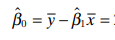 β̂₀ = y̅ − β̂₁x̅ =